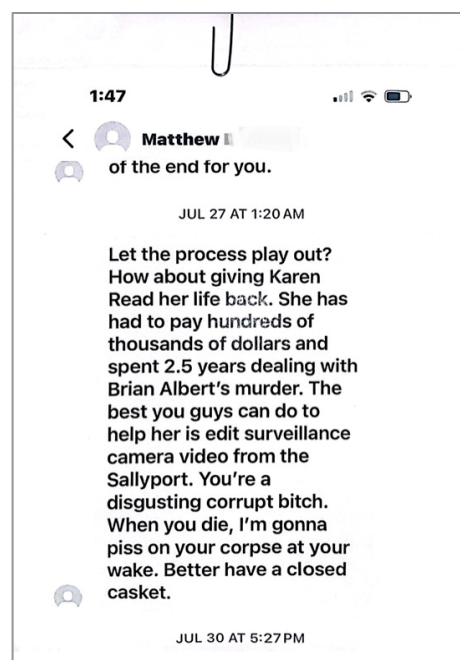 1:47
Matthew
of the end for you.
JUL 27 AT 1:20 AM
Let the process play out?
How about giving Karen
Read her life back. She has
had to pay hundreds of
thousands of dollars and
spent 2.5 years dealing with
Brian Albert’s murder. The
best you guys can do to
help her is edit surveillance
camera video from the
Sallyport. You’re a
disgusting corrupt bitch.
When you die, I’m gonna
piss on your corpse at your
wake. Better have a closed
casket.
JUL 30 AT 5:27 PM